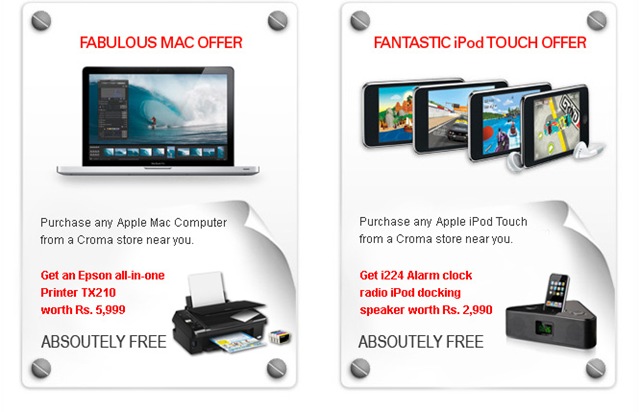 FABULOUS MAC OFFER
Purchase any Apple Mac Computer
from a Croma store near you.
Get an Epson all-in-one
Printer TX210
worth Rs. 5,999
ABSOUTELY FREE
FANTASTIC iPod TOUCH OFFER
Purchase any Apple iPod Touch
from a Croma store near you.
Get i224 Alarm clock
radio iPod docking
speaker worth Rs. 2,990
ABSOUTELY FREE